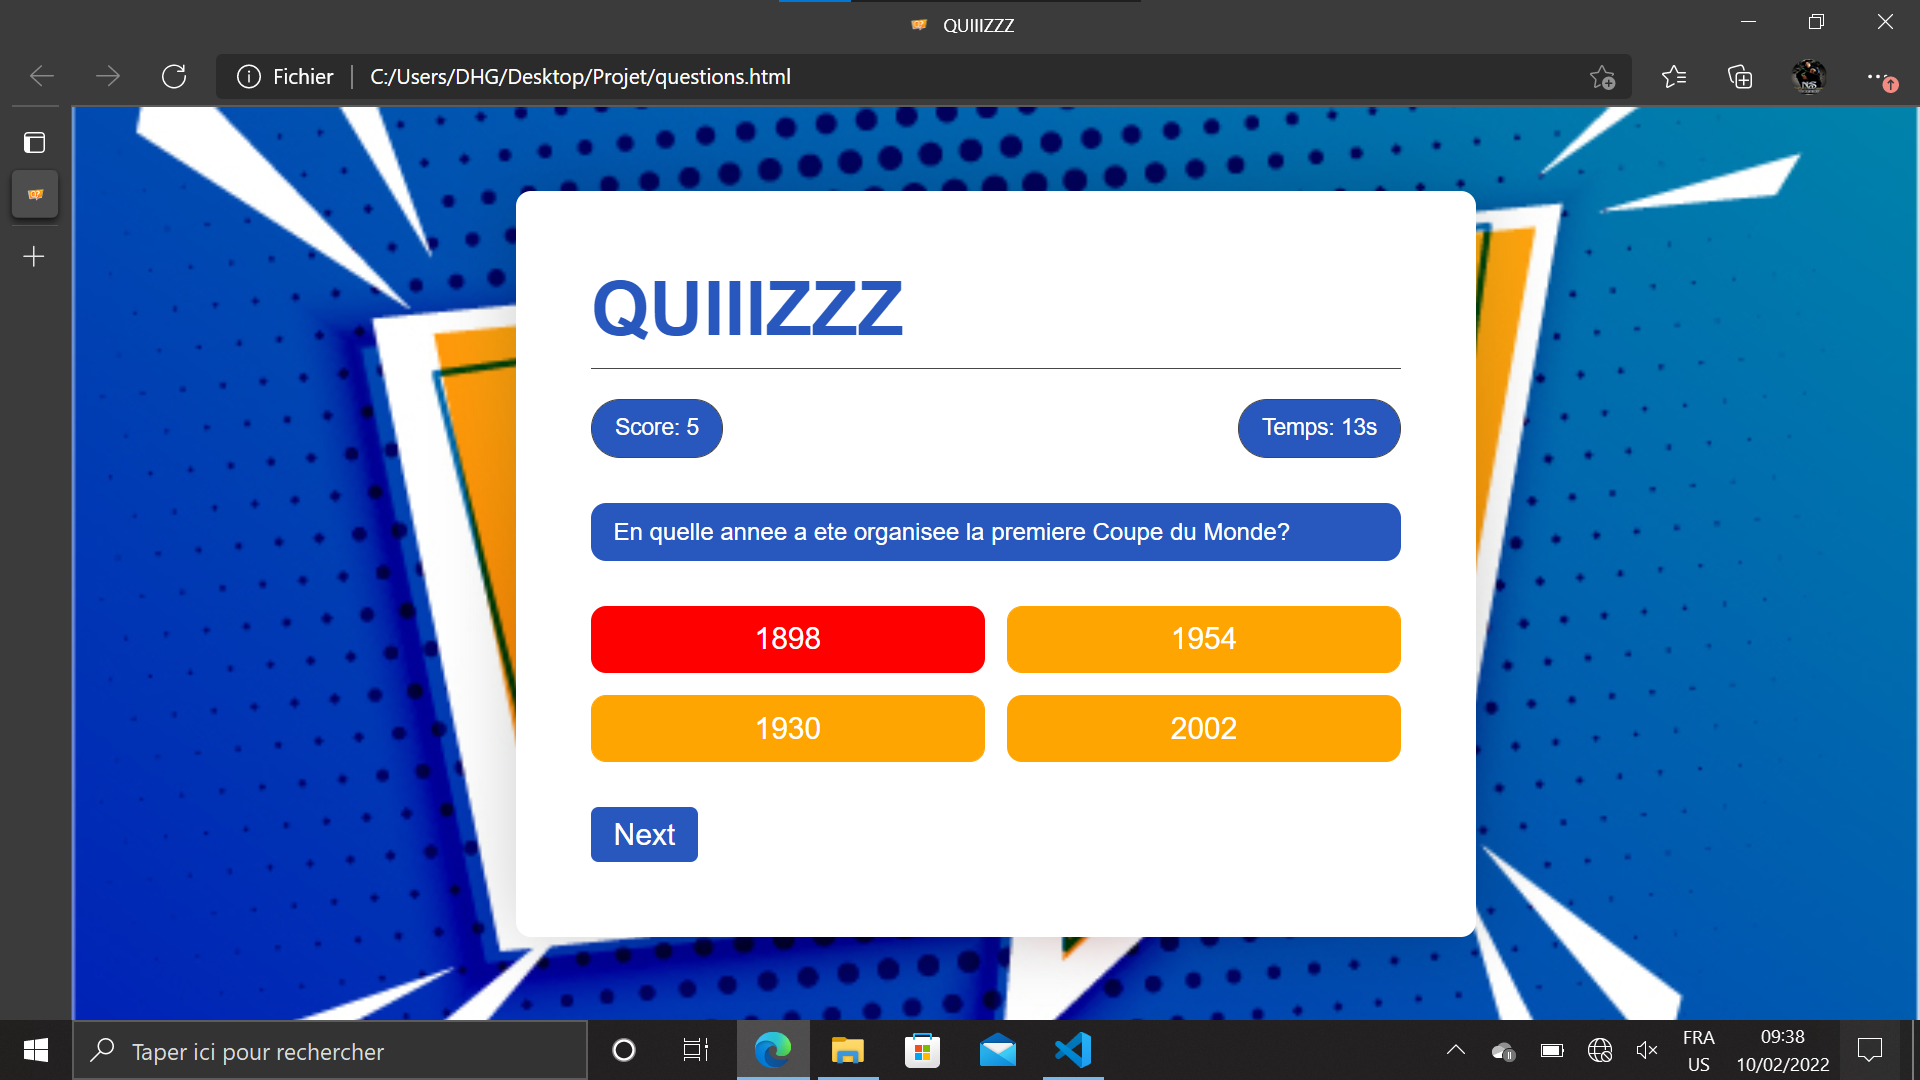 QUIIIZZZ
Fichier
C:/Users/DHG/Desktop/Projet/questions.html
QUIIIZZZ
Score: 5
Temps: 13s
En quelle annee a ete organisee la premiere Coupe du Monde?
1898
1954
1930
2002
Next
Taper ici pour rechercher
FRA
US
09:38
10/02/2022